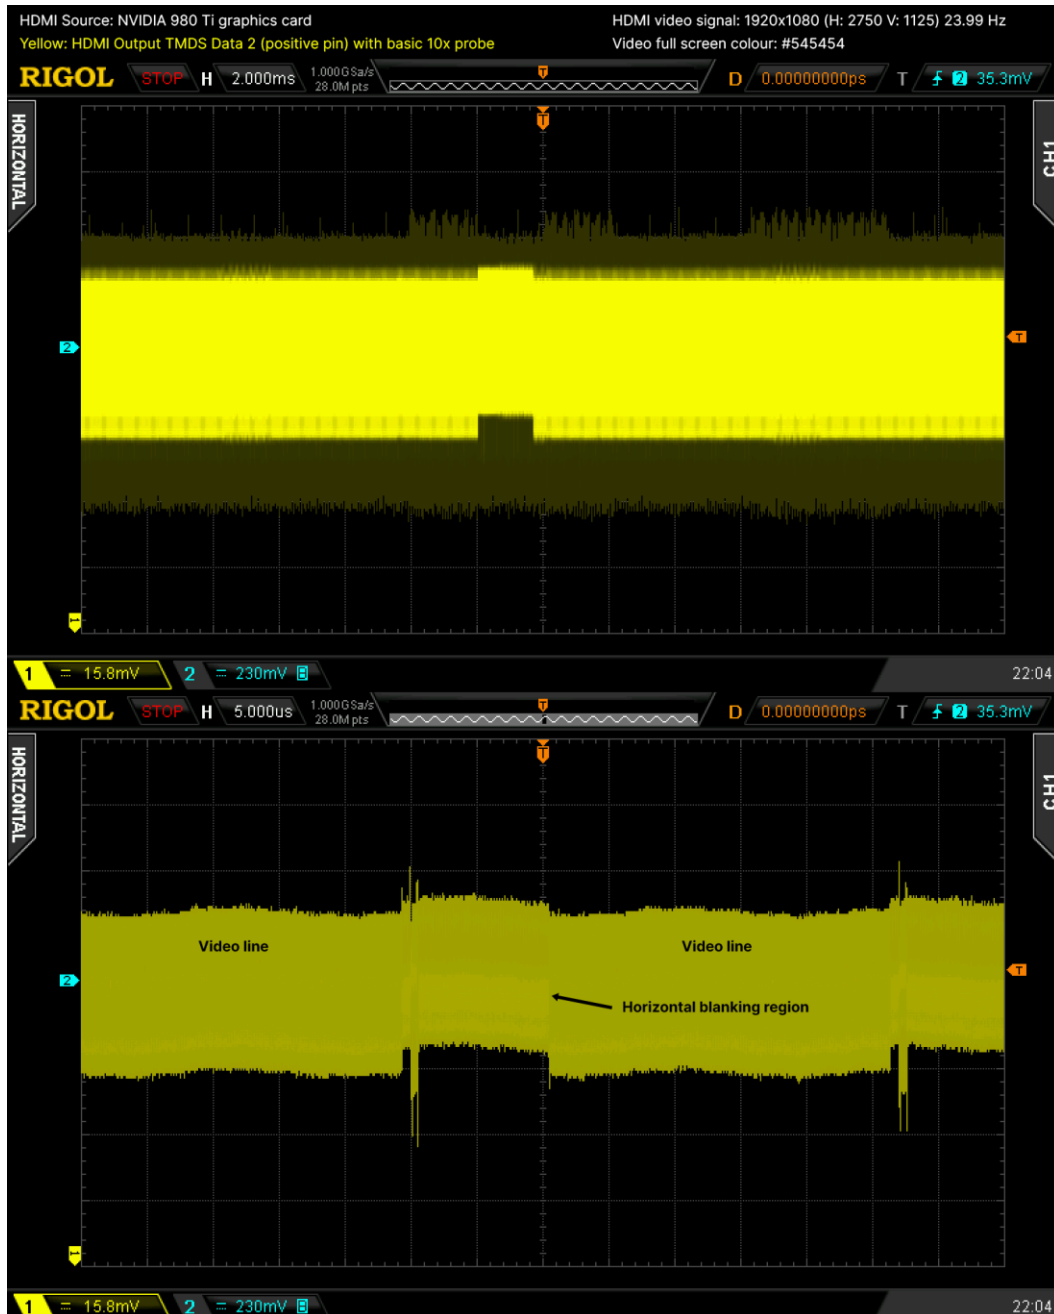 HDMI Source: NVIDIA 980 Ti graphics card
HDMI video signal: 1920x1080 (H: 2750 V: 1125) 23.99 Hz
Yellow: HDMI Output TMDS Data 2 (positive pin) with basic 10x probe
Video full screen colour: #545454
RIGOL STOP H 2.000ms 1.000GSa/s 28.0M pts T D 0.00000000ps T 2 35.3mV
HORIZONTAL
CH1
T
2
T
1
1 = 15.8mV 2 = 230mV B 22:04
RIGOL STOP H 5.000us 1.000GSa/s 28.0M pts T D 0.00000000ps T 2 35.3mV
HORIZONTAL
CH1
T
Video line
Video line
2
T
Horizontal blanking region
1
1 = 15.8mV 2 = 230mV B 22:04